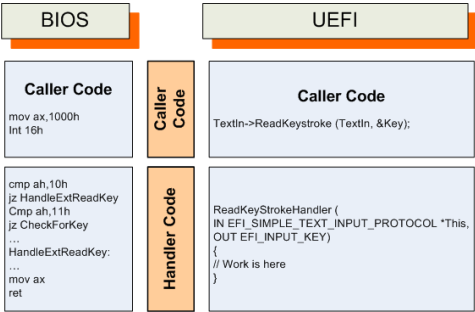 BIOS
UEFI
Caller Code
mov ax,1000h
Int 16h
Caller
Code
Caller Code
TextIn->ReadKeystroke (TextIn, &Key);
cmp ah,10h
jz HandleExtReadKey
Cmp ah,11h
jz CheckForKey
…
HandleExtReadKey:
…
mov ax
ret
Handler Code
ReadKeyStrokeHandler (
IN EFI_SIMPLE_TEXT_INPUT_PROTOCOL *This,
OUT EFI_INPUT_KEY)
{
// Work is here
}